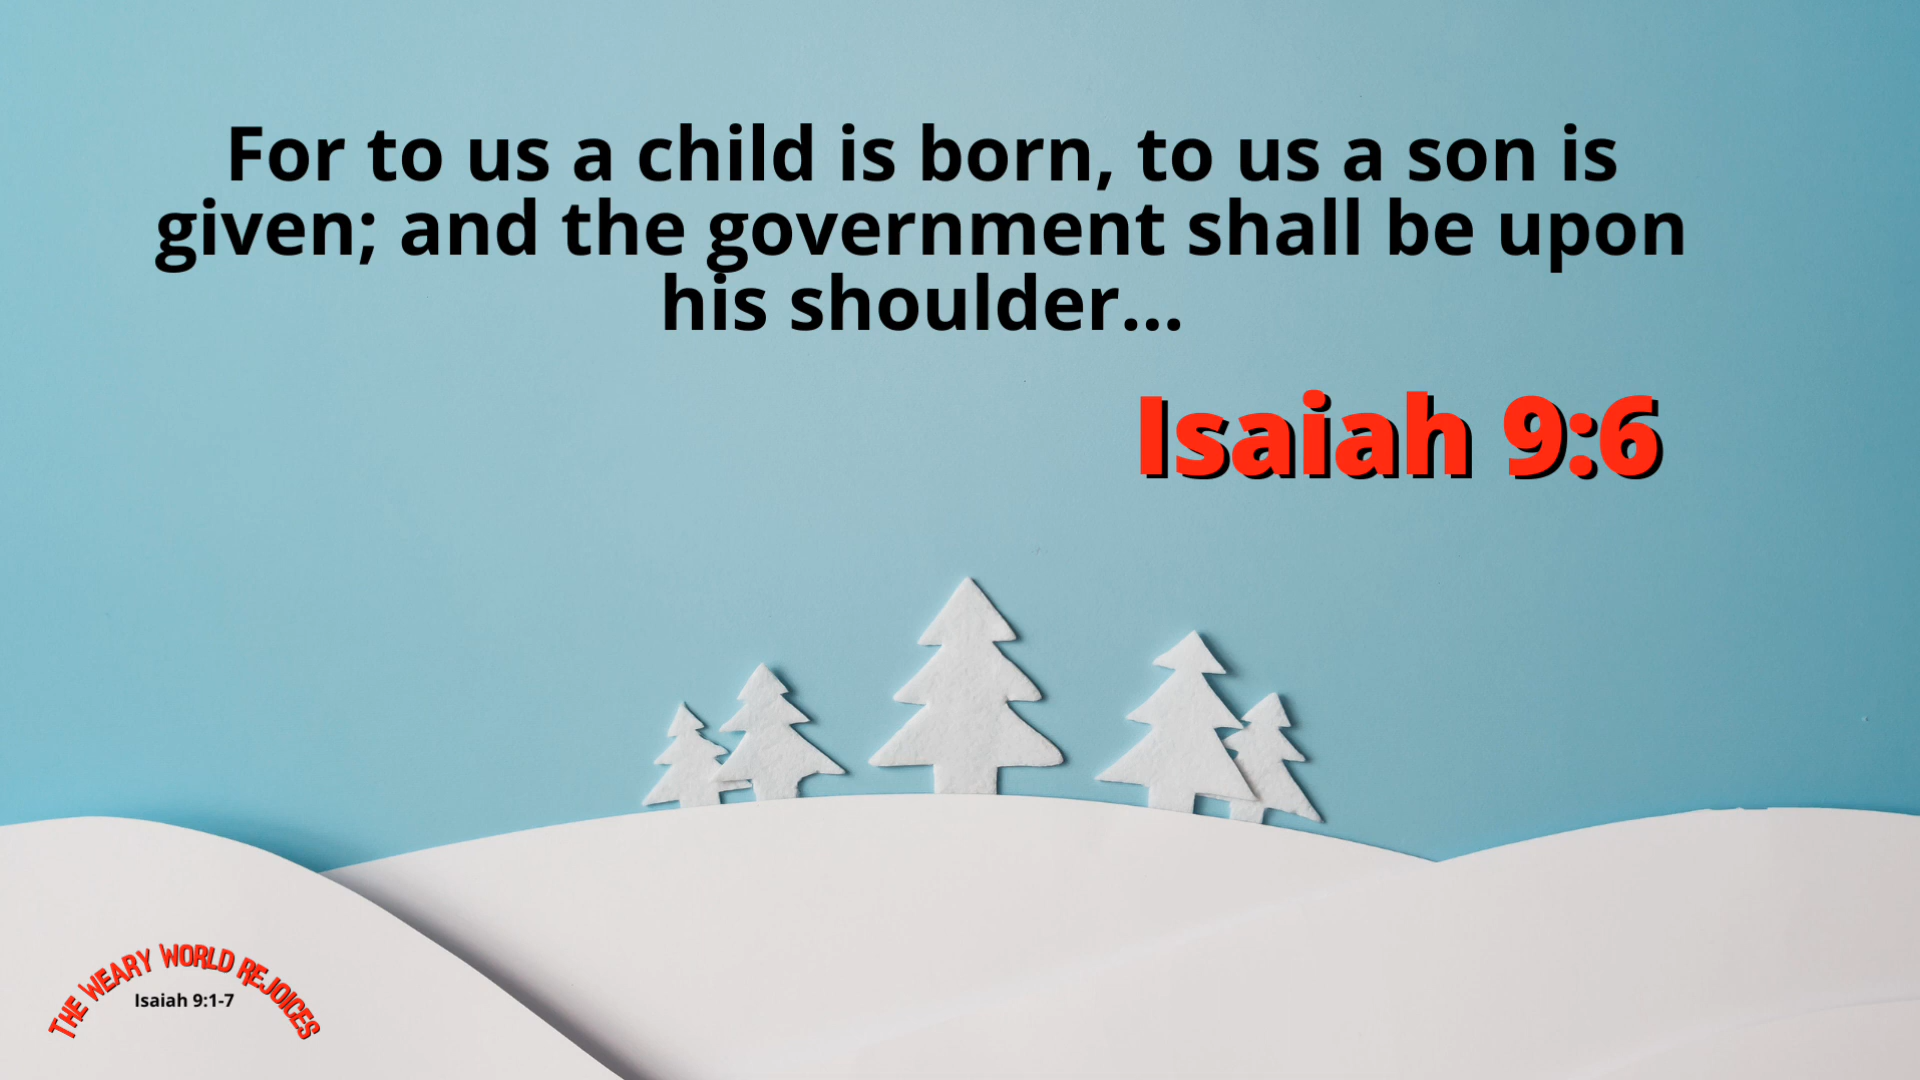 For to us a child is born, to us a son is
given; and the government shall be upon
his shoulder...
Isaiah 9:6
THE WEARY WORLD REJOICES
Isaiah 9:1-7